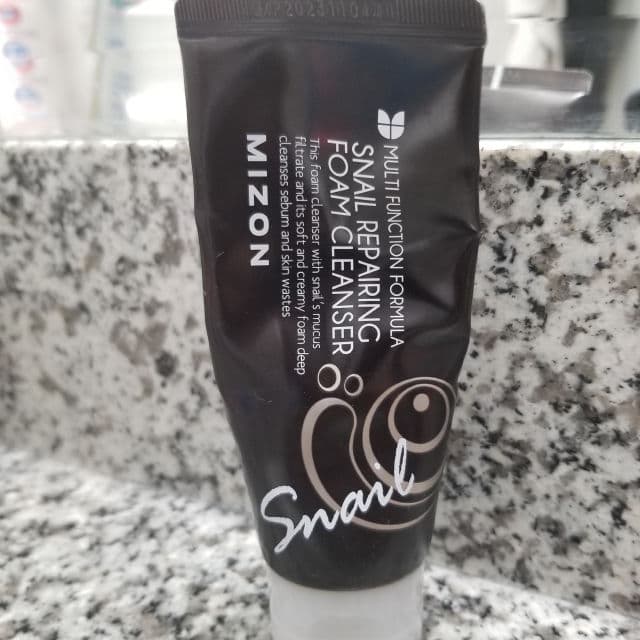 MULTI FUNCTION FORMULA
SNAIL REPAIRING
FOAM CLEANSER
This foam cleanser with snail's mucus
filtrate and its soft and creamy foam deep
cleanses sebum and skin wastes
MIZON
Snail